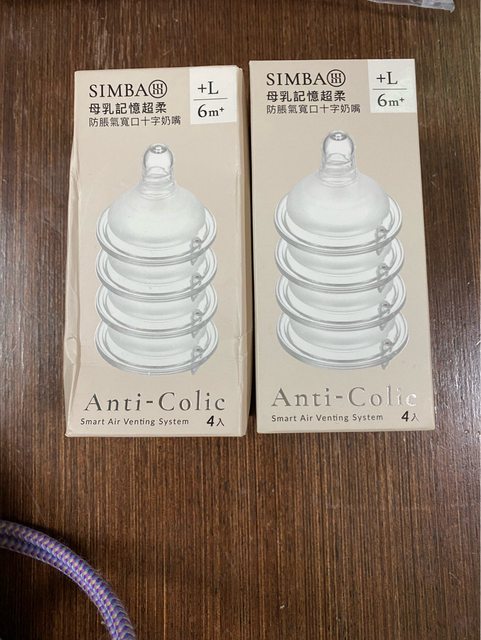 SIMBA
母乳記憶超柔
防脹氣寬口十字奶嘴
+L
6m+
Anti-Colic
Smart Air Venting System
4入
SIMBA
母乳記憶超柔
防脹氣寬口十字奶嘴
+L
6m+
Anti-Colic
Smart Air Venting System
4入